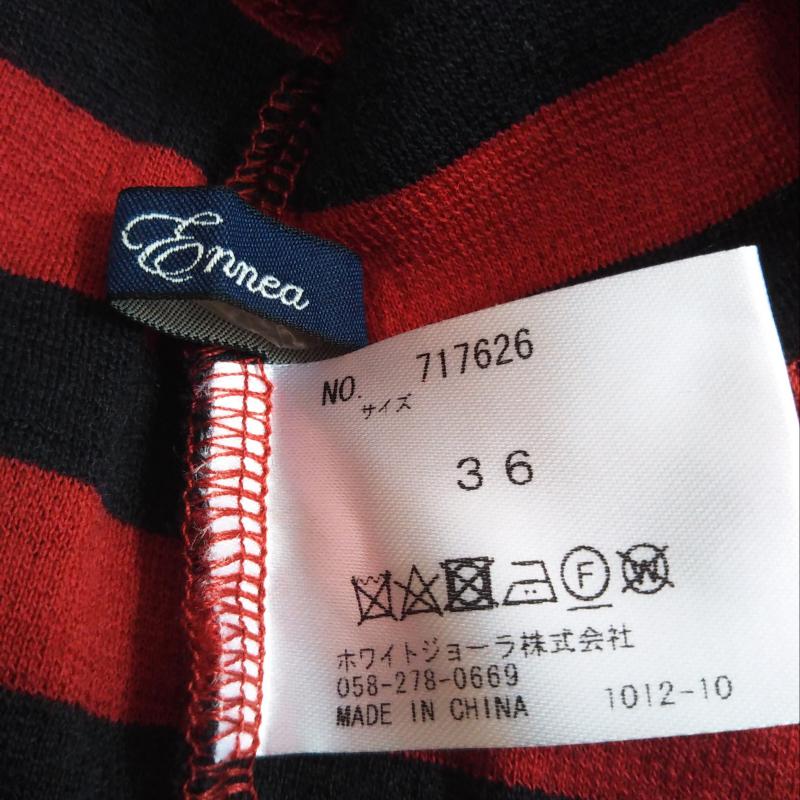 Ennea
NO. 717626
サイズ
36
F W
ホワイトジョーラ株式会社
058-278-0669
MADE IN CHINA 1012-10